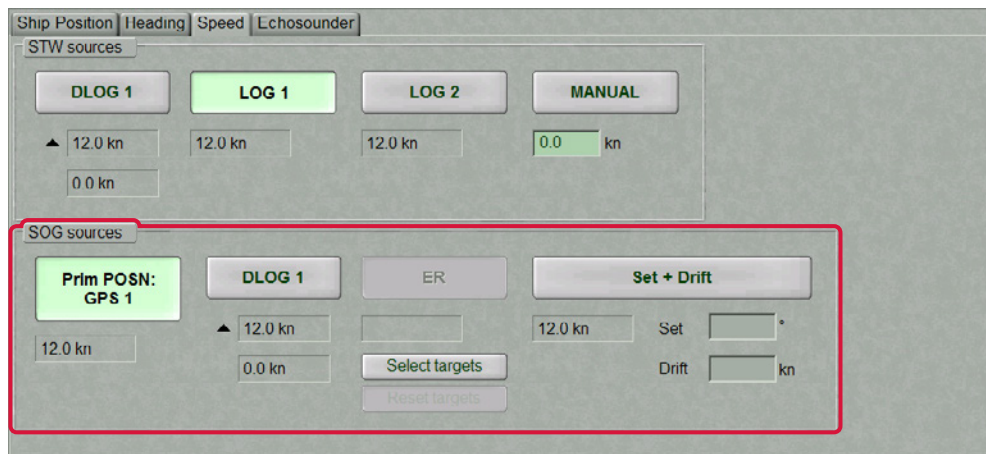 Ship Position Heading Speed Echosounder
STW sources
DLOG 1 LOG 1 LOG 2 MANUAL
12.0 kn 12.0 kn 12.0 kn 0.0 kn
0.0 kn
SOG sources
Prim POSN:
GPS 1
DLOG 1 ER Set + Drift
12.0 kn 12.0 kn Set °
12.0 kn
0.0 kn Select targets Drift kn
Reset targets